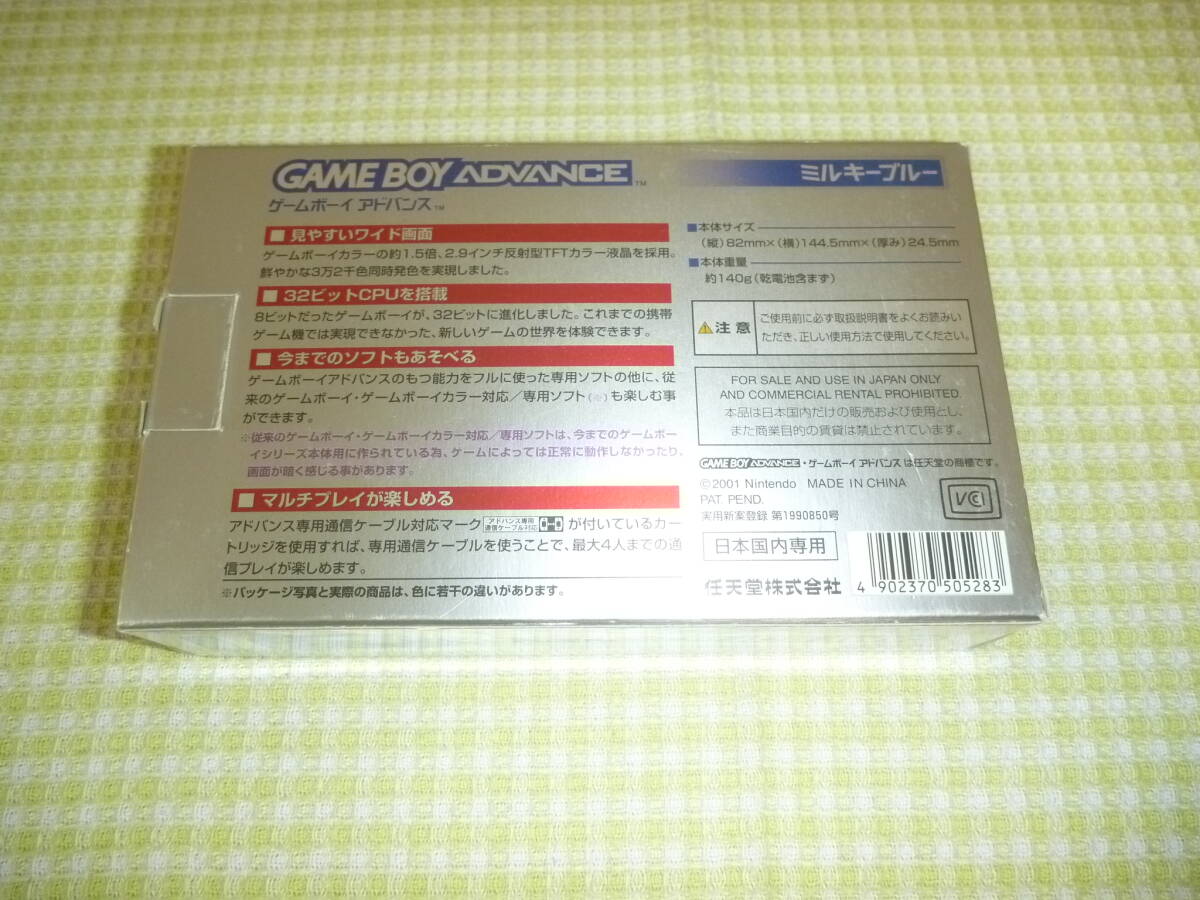 GAME BOY ADVANCE™
ゲームボーイ アドバンス™
■ 見やすいワイド画面
ゲームボーイカラーの約1.5倍、2.9インチ反射型TFTカラー液晶を採用。
鮮やかな3万2千色同時発色を実現しました。
■ 32ビットCPUを搭載
8ビットだったゲームボーイが、32ビットに進化しました。これまでの携帯
ゲーム機では実現できなかった、新しいゲームの世界を体験できます。
■ 今までのソフトもあそべる
ゲームボーイアドバンスのもつ能力をフルに使った専用ソフトの他に、従
来のゲームボーイ・ゲームボーイカラー対応／専用ソフト(※)も楽しむ事
ができます。
※従来のゲームボーイ・ゲームボーイカラー対応／専用ソフトは、今までのゲームボー
イシリーズ本体用に作られている為、ゲームによっては正常に動作しなかったり、
画面が暗く感じる事があります。
■ マルチプレイが楽しめる
アドバンス専用通信ケーブル対応マーク アドバンス専用 通信ケーブル対応 が付いているカー
トリッジを使用すれば、専用通信ケーブルを使うことで、最大4人までの通
信プレイが楽しめます。
※パッケージ写真と実際の商品は、色に若干の違いがあります。
ミルキーブルー
■本体サイズ
（縦）82mm×（横）144.5mm×（厚み）24.5mm
■本体重量
約140g（乾電池含まず）
⚠注意
ご使用前に必ず取扱説明書をよくお読みい
ただき、正しい使用方法で使用してください。
FOR SALE AND USE IN JAPAN ONLY
AND COMMERCIAL RENTAL PROHIBITED.
本品は日本国内だけの販売および使用とし、
また商業目的の賃貸は禁止されています。
GAME BOY ADVANCE・ゲームボーイ アドバンス は任天堂の商標です。
©2001 Nintendo MADE IN CHINA
PAT. PEND.
実用新案登録 第1990850号
VCI
日本国内専用
任天堂株式会社
4 902370 505283